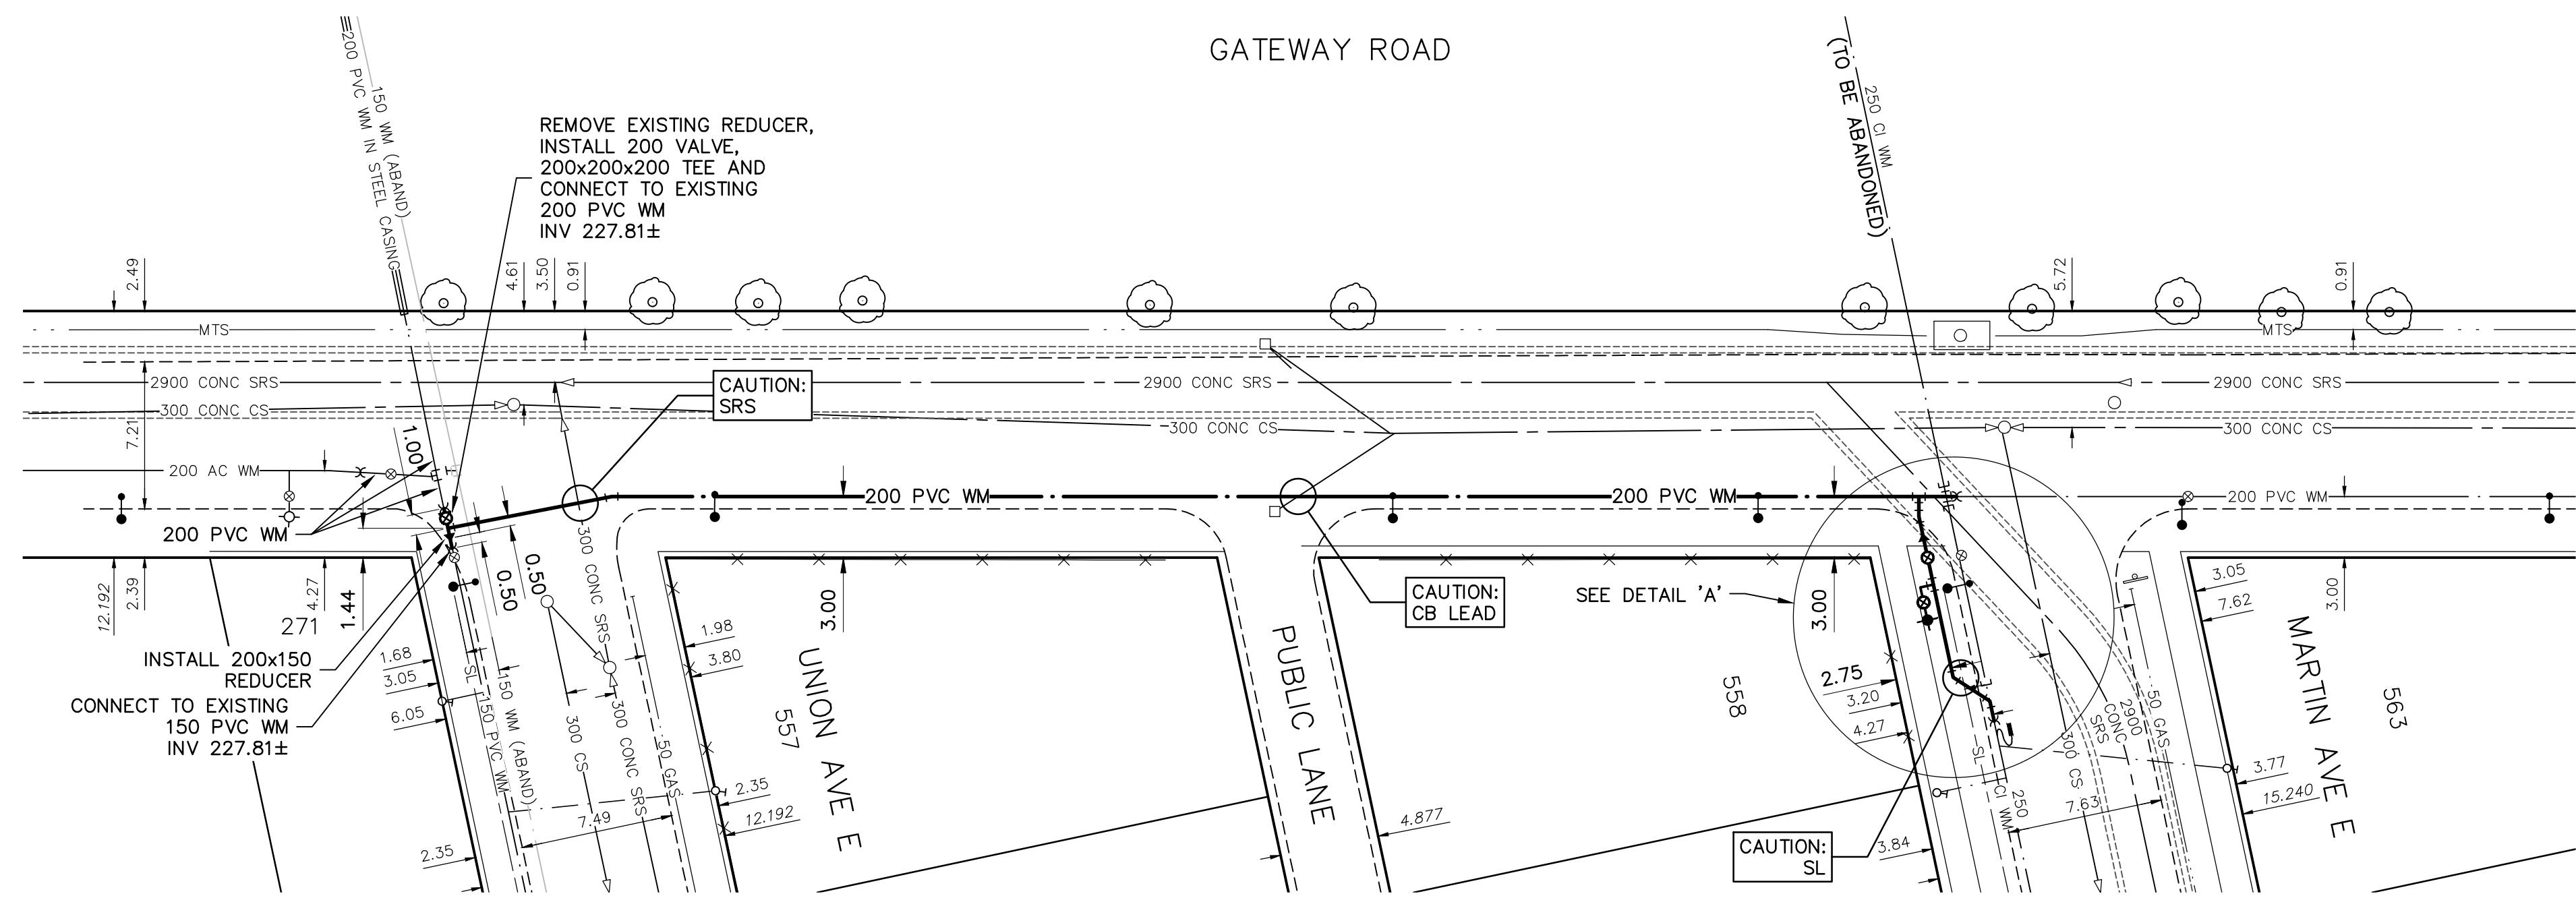 GATEWAY ROAD
200 PVC WM IN STEEL CASING
150 WM (ABAND)
REMOVE EXISTING REDUCER,
INSTALL 200 VALVE,
200x200x200 TEE AND
CONNECT TO EXISTING
200 PVC WM
INV 227.81±
(TO BE ABANDONED)
250 CI WM
2.49
4.61
3.50
0.91
5.72
0.91
MTS
MTS
2900 CONC SRS
2900 CONC SRS
2900 CONC SRS
CAUTION:
SRS
300 CONC CS
300 CONC CS
300 CONC CS
7.21
1.00
200 AC WM
200 PVC WM
200 PVC WM
200 PVC WM
200 PVC WM
12.192
2.39
271
4.27
1.44
0.50
0.50
300 CONC SRS
3.00
CAUTION:
CB LEAD
SEE DETAIL 'A'
3.00
3.00
INSTALL 200x150
REDUCER
CONNECT TO EXISTING
150 PVC WM
INV 227.81±
1.68
3.05
6.05
2.35
SL
150 PVC WM
150 WM (ABAND)
300 CS
300 CONC SRS
50 GAS
7.49
1.98
3.80
2.35
12.192
UNION AVE E
557
PUBLIC LANE
4.877
558
2.75
3.20
4.27
3.84
CAUTION:
SL
SL
250
CI WM
300 CS
2900
CONC
SRS
50 GAS
7.63
3.05
7.62
3.77
15.240
MARTIN AVE E
563